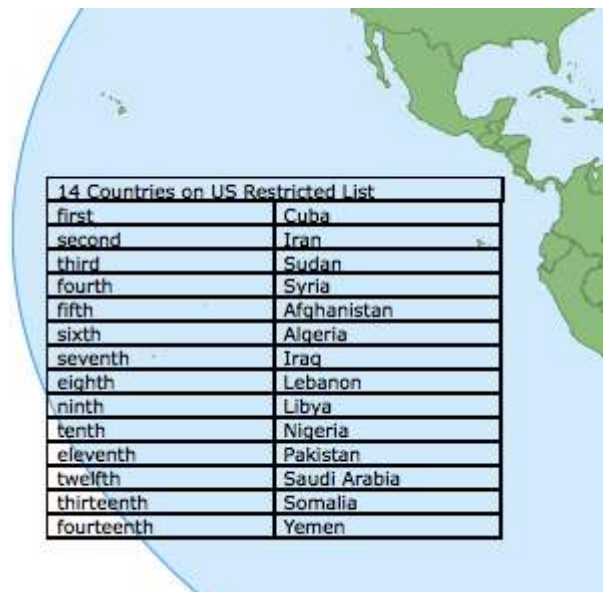 14 Countries on US Restricted List
first Cuba
second Iran
third Sudan
fourth Syria
fifth Afghanistan
sixth Algeria
seventh Iraq
eighth Lebanon
ninth Libya
tenth Nigeria
eleventh Pakistan
twelfth Saudi Arabia
thirteenth Somalia
fourteenth Yemen